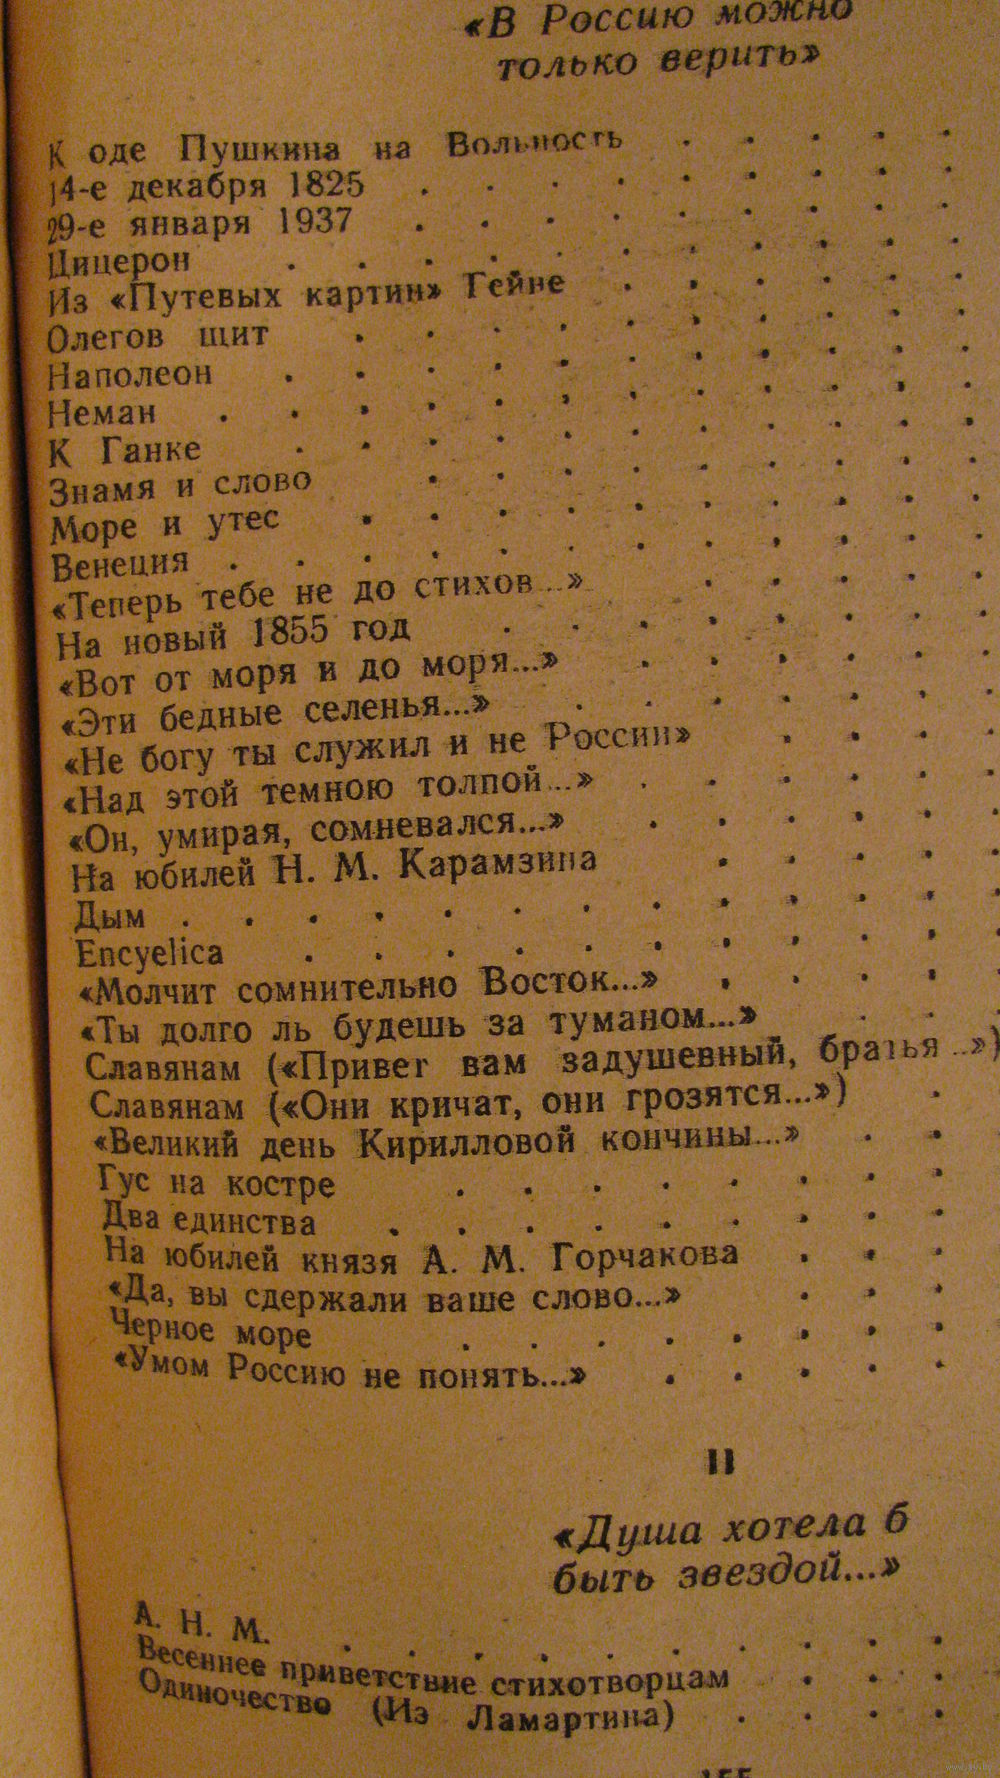 «В Россию можно
только верить»
К оде Пушкина на Вольность . . . . .
14-е декабря 1825 . . . . . . . .
29-е января 1937 . . . . . . . .
Цицерон . . . . . . . . . .
Из «Путевых картин» Гейне . . . . . .
Олегов щит . . . . . . . . . .
Наполеон . . . . . . . . . . .
Неман . . . . . . . . . . . .
К Ганке . . . . . . . . . . .
Знамя и слово . . . . . . . . .
Море и утес . . . . . . . . . .
Венеция . . . . . . . . . . . .
«Теперь тебе не до стихов...» . . . . .
На новый 1855 год . . . . . . . .
«Вот от моря и до моря...» . . . . . .
«Эти бедные селенья...» . . . . . . .
«Не богу ты служил и не России» . . . .
«Над этой темною толпой...» . . . . . .
«Он, умирая, сомневался...» . . . . . .
На юбилей Н. М. Карамзина . . . . .
Дым . . . . . . . . . . . . .
Encyelica . . . . . . . . . . .
«Молчит сомнительно Восток...» . . . . .
«Ты долго ль будешь за туманом...» . . .
Славянам («Привет вам задушевный, братья...»)
Славянам («Они кричат, они грозятся...») .
«Великий день Кирилловой кончины...» . .
Гус на костре . . . . . . . .
Два единства . . . . . . . . .
На юбилей князя А. М. Горчакова . . .
«Да, вы сдержали ваше слово...» . . .
Черное море . . . . . . . .
«Умом Россию не понять...» . . . . .
II
«Душа хотела б
быть звездой...»
А. Н. М. . . . . . . . . . .
Весеннее приветствие стихотворцам . . .
Одиночество (Из Ламартина) . . . .
155